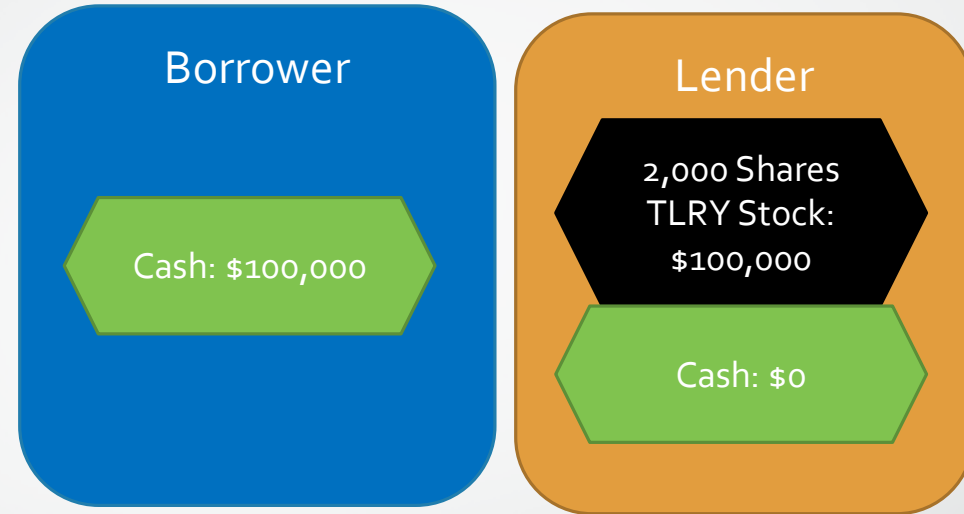 Borrower
Cash: $100,000
Lender
2,000 Shares
TLRY Stock:
$100,000
Cash: $0